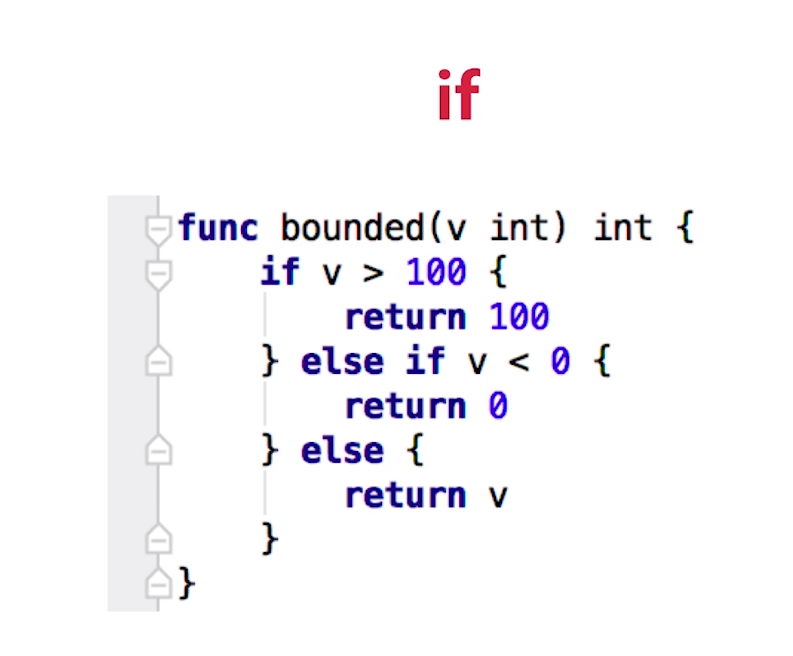 if
func bounded(v int) int {
    if v > 100 {
        return 100
    } else if v < 0 {
        return 0
    } else {
        return v
    }
}